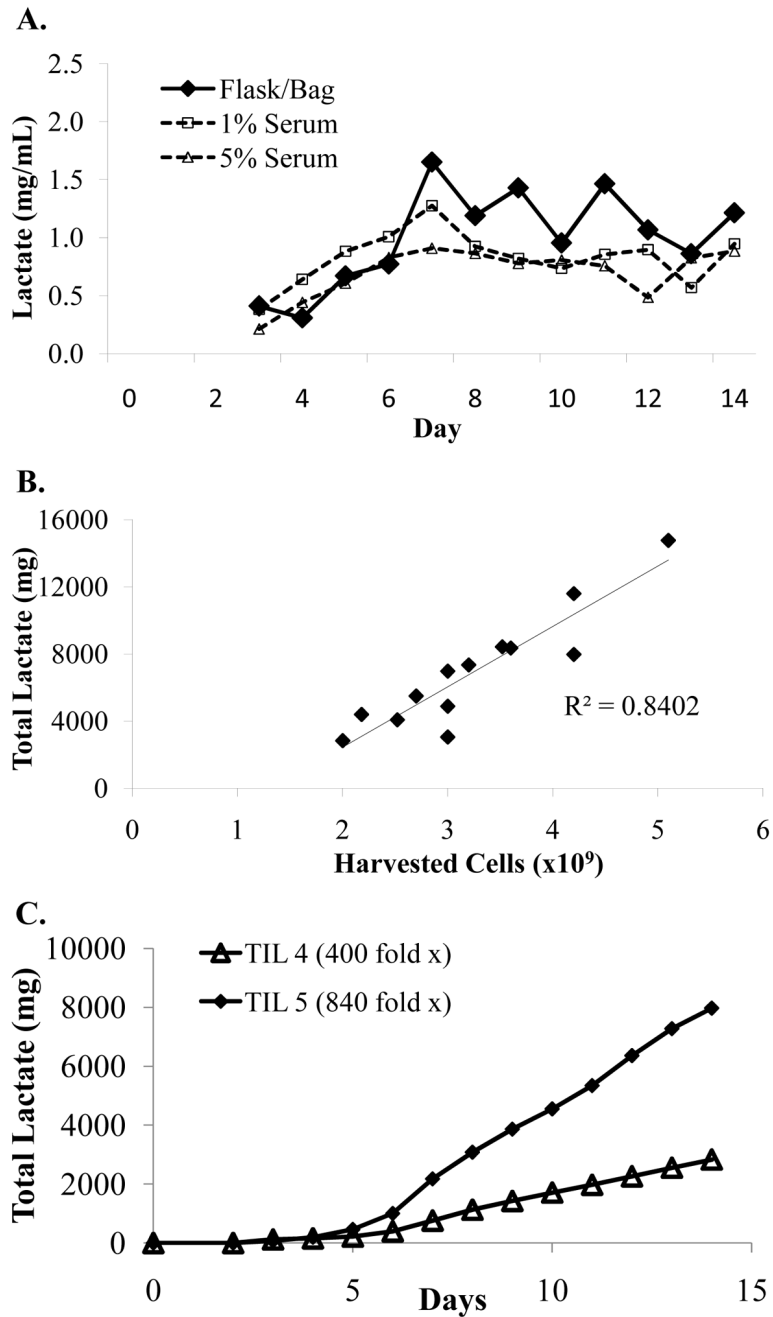 A.
2.5
2.0
1.5
1.0
0.5
0.0
Lactate (mg/mL)
Flask/Bag
1% Serum
5% Serum
0 2 4 6 8 10 12 14
Day
B.
16000
12000
8000
4000
0
Total Lactate (mg)
R² = 0.8402
0 1 2 3 4 5 6
Harvested Cells (x10⁹)
C.
10000
8000
6000
4000
2000
0
Total Lactate (mg)
TIL 4 (400 fold x)
TIL 5 (840 fold x)
0 5 10 15
Days